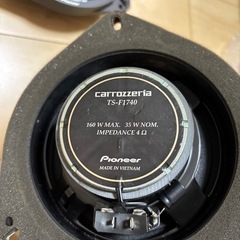 carrozzeria
TS-F1740
160 W MAX. 35 W NOM.
IMPEDANCE 4 Ω
Pioneer
MADE IN VIETNAM